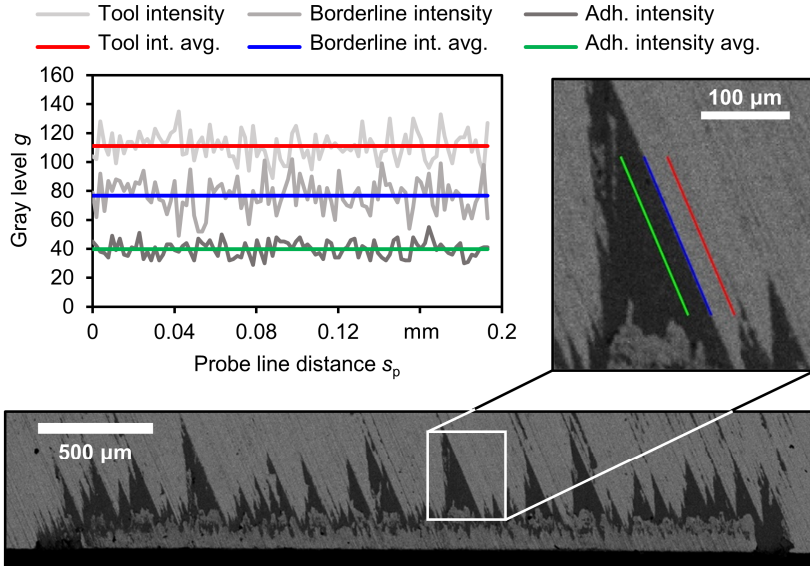 Tool intensity Borderline intensity Adh. intensity
Tool int. avg. Borderline int. avg. Adh. intensity avg.
160
140
120
100
80
60
40
20
0
Gray level g
0 0.04 0.08 0.12 mm 0.2
Probe line distance sp
100 µm
500 µm